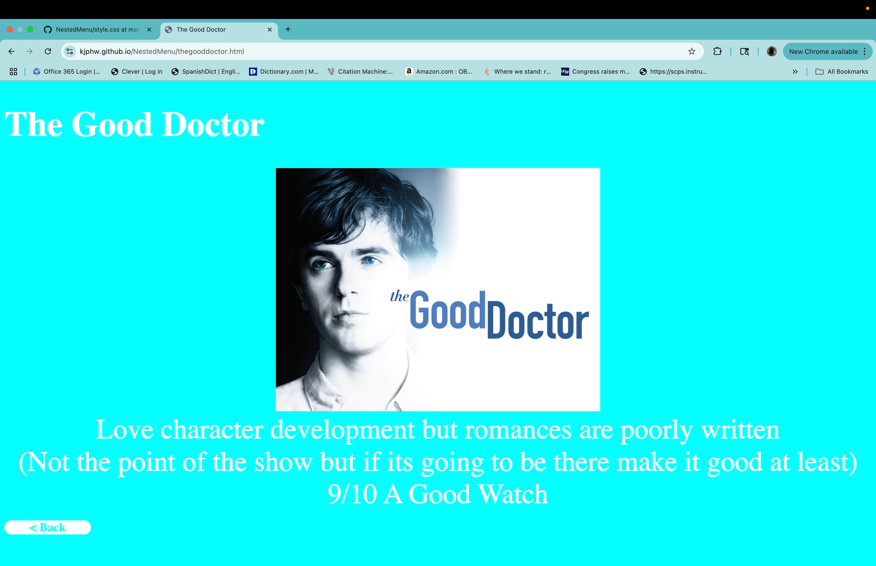 NestedMenu/style.css at mai
The Good Doctor
kjphw.github.io/NestedMenu/thegooddoctor.html
New Chrome available
Office 365 Login |...
Clever | Log in
SpanishDict | Engli...
Dictionary.com | M...
Citation Machine:...
Amazon.com : OB...
Where we stand: r...
Congress raises m...
https://scps.instru...
»
All Bookmarks
The Good Doctor
the Good Doctor
Love character development but romances are poorly written
(Not the point of the show but if its going to be there make it good at least)
9/10 A Good Watch
< Back